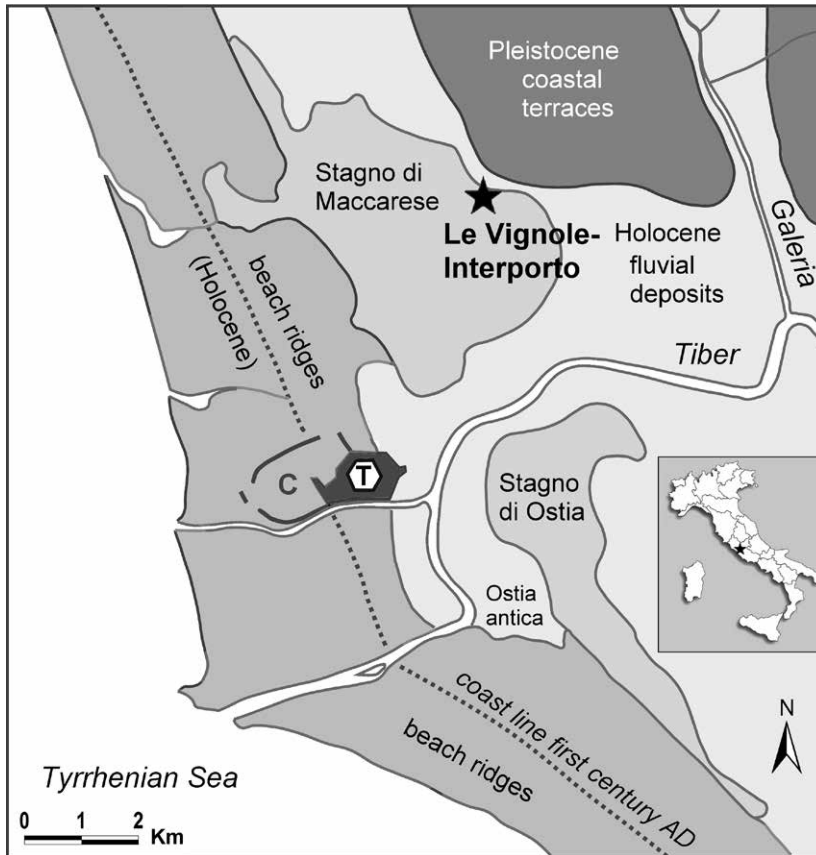 Pleistocene
coastal
terraces
Stagno di
Maccarese
Le Vignole-
Interporto
Holocene
fluvial
deposits
Galeria
Tiber
beach ridges
(Holocene)
C
T
Stagno
di Ostia
Ostia
antica
coast line first century AD
beach ridges
N
Tyrrhenian Sea
0 1 2
Km